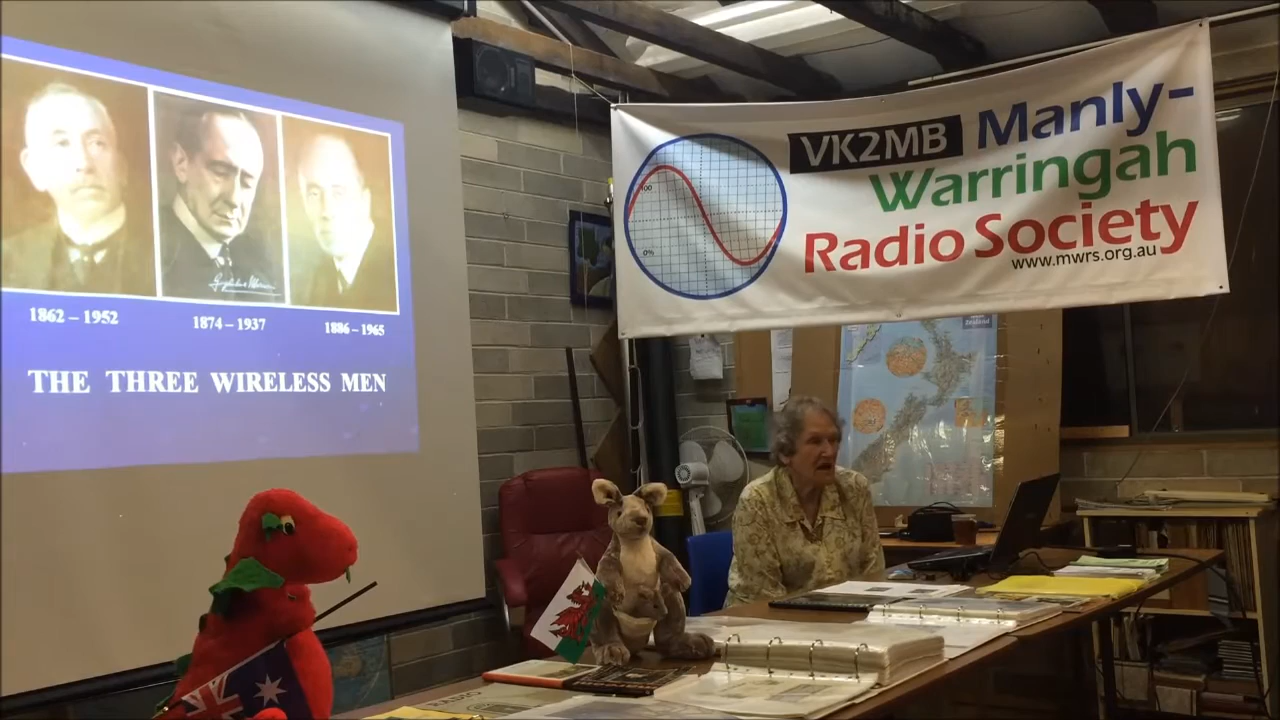 1862 – 1952
1874 – 1937
1886 – 1965
THE THREE WIRELESS MEN
VK2MB Manly-
Warringah
Radio Society
www.mwrs.org.au
100
0%
RADIO